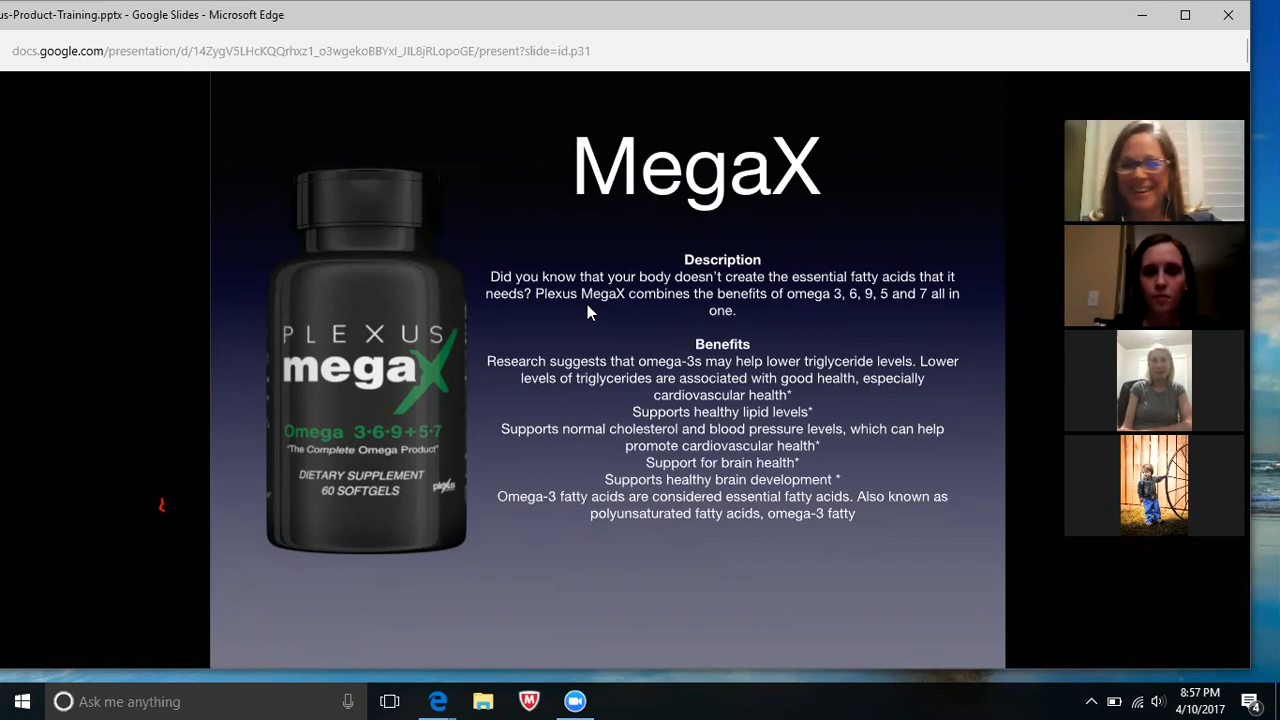 us-Product-Training.pptx - Google Slides - Microsoft Edge
docs.google.com/presentation/d/14ZygV5LHcKQQrhxz1_o3wgekoBBYxI_JIL8jRLopoGE/present?slide=id.p31
MegaX
Description
Did you know that your body doesn't create the essential fatty acids that it
needs? Plexus MegaX combines the benefits of omega 3, 6, 9, 5 and 7 all in
one.
Benefits
Research suggests that omega-3s may help lower triglyceride levels. Lower
levels of triglycerides are associated with good health, especially
cardiovascular health*
Supports healthy lipid levels*
Supports normal cholesterol and blood pressure levels, which can help
promote cardiovascular health*
Support for brain health*
Supports healthy brain development *
Omega-3 fatty acids are considered essential fatty acids. Also known as
polyunsaturated fatty acids, omega-3 fatty
PLEXUS
megaX
Omega 3•6•9+5•7
"The Complete Omega Product"
DIETARY SUPPLEMENT
60 SOFTGELS
plexus
Ask me anything
8:57 PM
4/10/2017
4